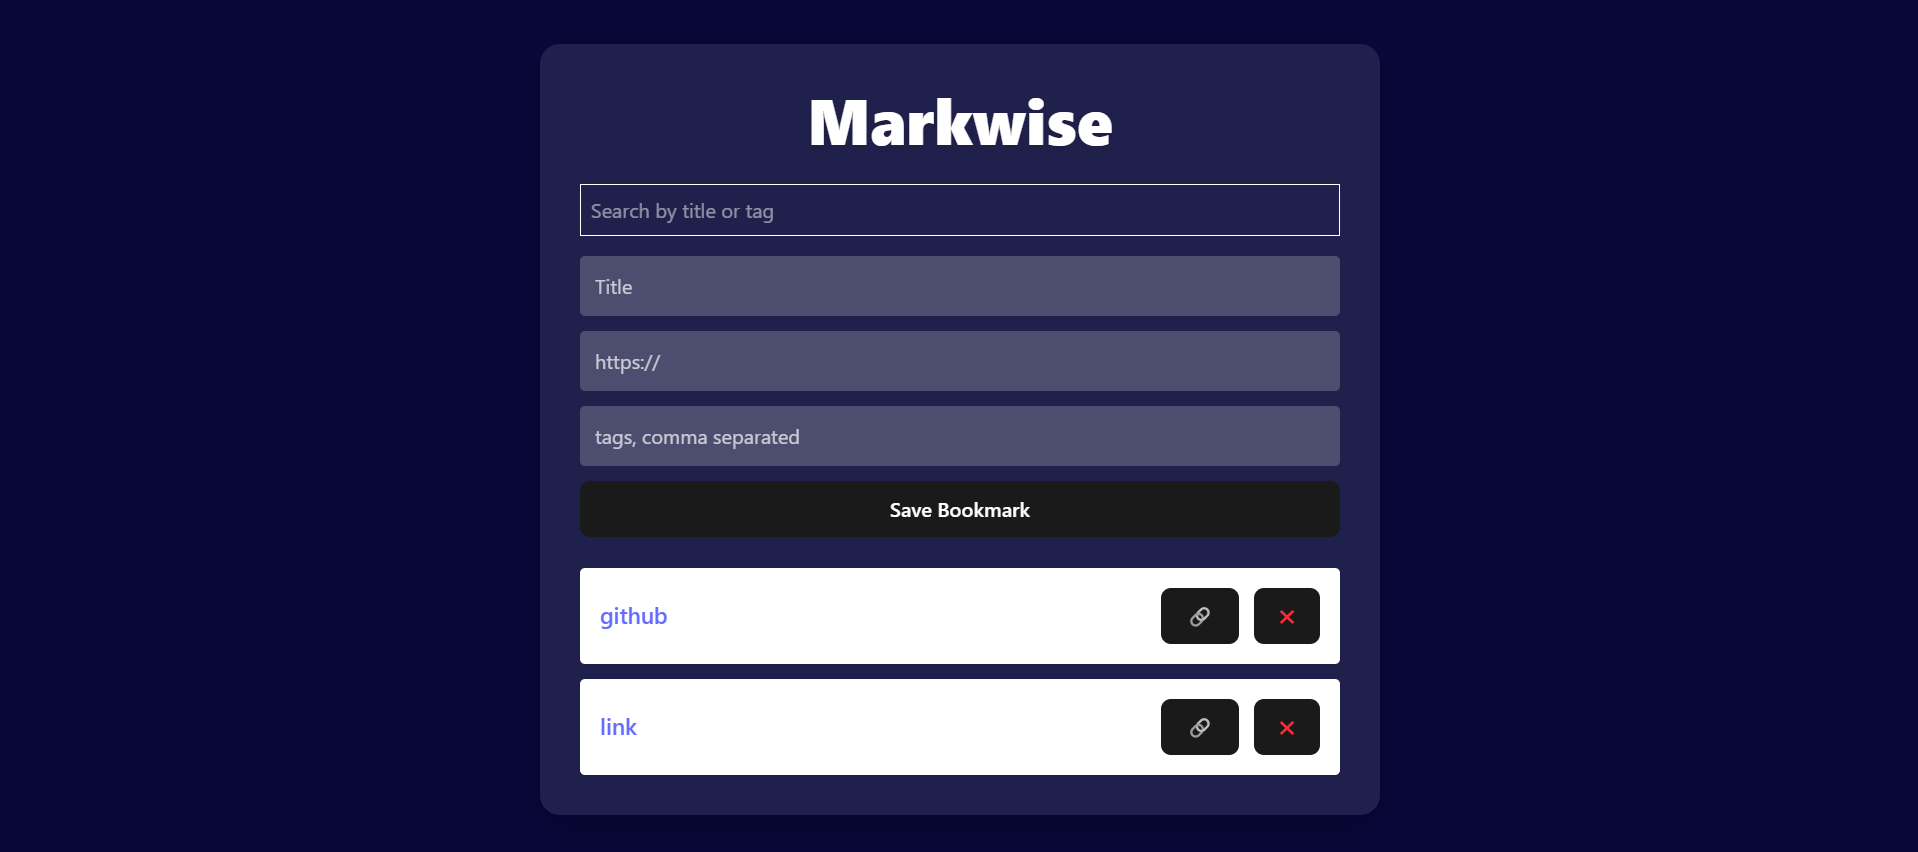 Markwise
Search by title or tag
Title
https://
tags, comma separated
Save Bookmark
github
link